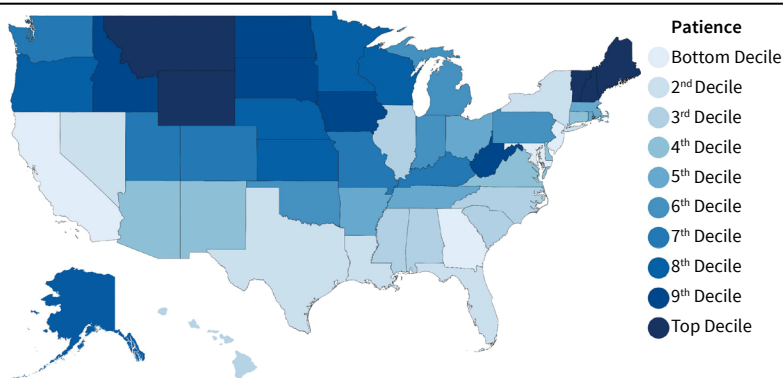 Patience
Bottom Decile
2nd Decile
3rd Decile
4th Decile
5th Decile
6th Decile
7th Decile
8th Decile
9th Decile
Top Decile